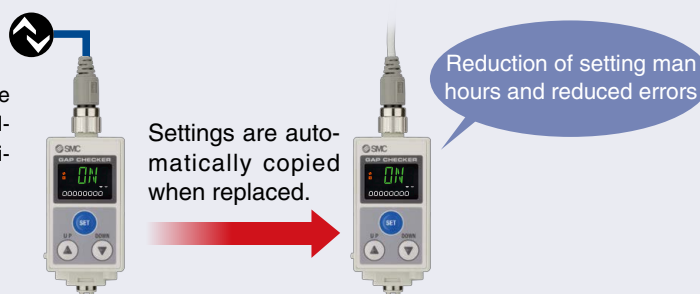 e
l-
i-
Settings are auto-
matically copied
when replaced.
Reduction of setting man
hours and reduced errors
SMC
GAP CHECKER
ON
00000000
SET
UP
DOWN
SMC
GAP CHECKER
ON
00000000
SET
UP
DOWN